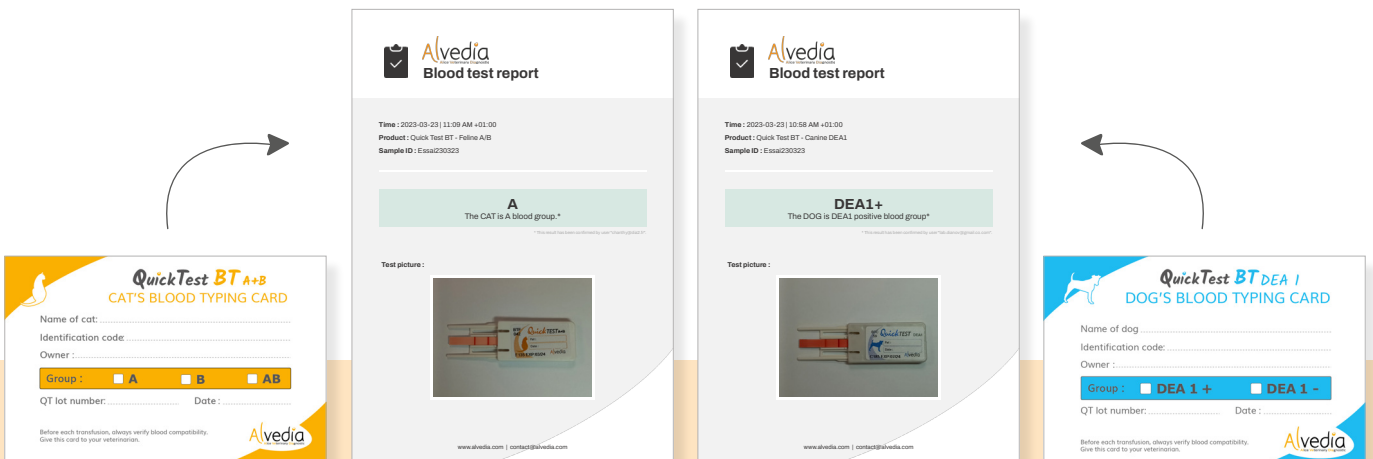 Alvedia
Blood test report
Time : 2023-03-23 | 11:09 AM +01:00
Product : Quick Test BT - Feline A/B
Sample ID : Essai230323
A
The CAT is A blood group.*
Test picture :
QuickTEST
Alvedia
www.alvedia.com | contact@alvedia.com
Alvedia
Blood test report
Time : 2023-03-23 | 10:58 AM +01:00
Product : Quick Test BT - Canine DEA1
Sample ID : Essai230323
DEA1+
The DOG is DEA1 positive blood group*
Test picture :
QuickTEST
Alvedia
www.alvedia.com | contact@alvedia.com
QuickTest BT A+B
CAT'S BLOOD TYPING CARD
Name of cat:
Identification code:
Owner :
Group : A B AB
QT lot number: Date :
Before each transfusion, always verify blood compatibility.
Give this card to your veterinarian.
Alvedia
QuickTest BT DEA 1
DOG'S BLOOD TYPING CARD
Name of dog
Identification code:
Owner :
Group : DEA 1 + DEA 1 -
QT lot number: Date :
Before each transfusion, always verify blood compatibility.
Give this card to your veterinarian.
Alvedia